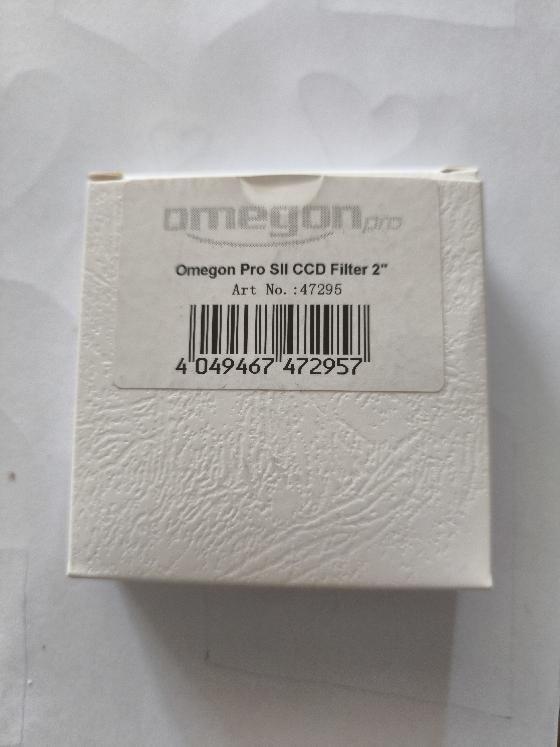 omegon pro
Omegon Pro SII CCD Filter 2"
Art No.:47295
4 049467 472957